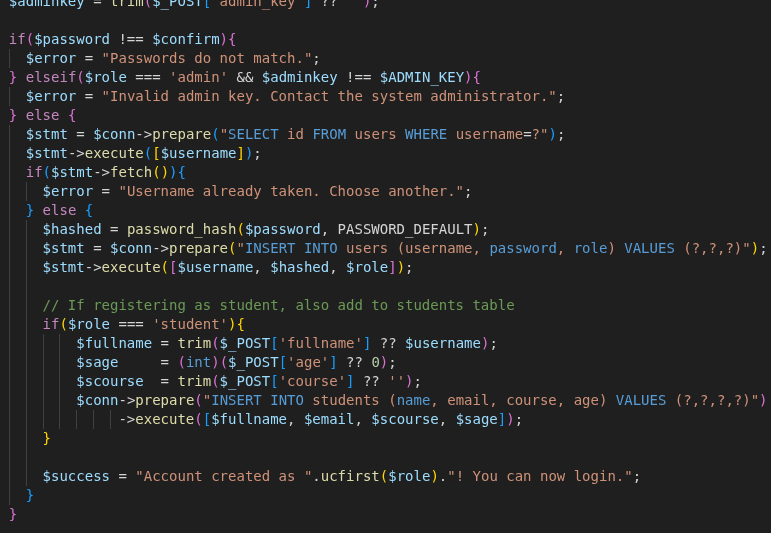 $adminkey = trim($_POST['admin_key'] ?? '');
if($password !== $confirm){
$error = "Passwords do not match.";
} elseif($role === 'admin' && $adminkey !== $ADMIN_KEY){
$error = "Invalid admin key. Contact the system administrator.";
} else {
$stmt = $conn->prepare("SELECT id FROM users WHERE username=?");
$stmt->execute([$username]);
if($stmt->fetch()){
$error = "Username already taken. Choose another.";
} else {
$hashed = password_hash($password, PASSWORD_DEFAULT);
$stmt = $conn->prepare("INSERT INTO users (username, password, role) VALUES (?,?,?)");
$stmt->execute([$username, $hashed, $role]);
// If registering as student, also add to students table
if($role === 'student'){
$fullname = trim($_POST['fullname'] ?? $username);
$sage     = (int)($_POST['age'] ?? 0);
$scourse  = trim($_POST['course'] ?? '');
$conn->prepare("INSERT INTO students (name, email, course, age) VALUES (?,?,?,?)")
->execute([$fullname, $email, $scourse, $sage]);
}
$success = "Account created as ".ucfirst($role)."! You can now login.";
}
}